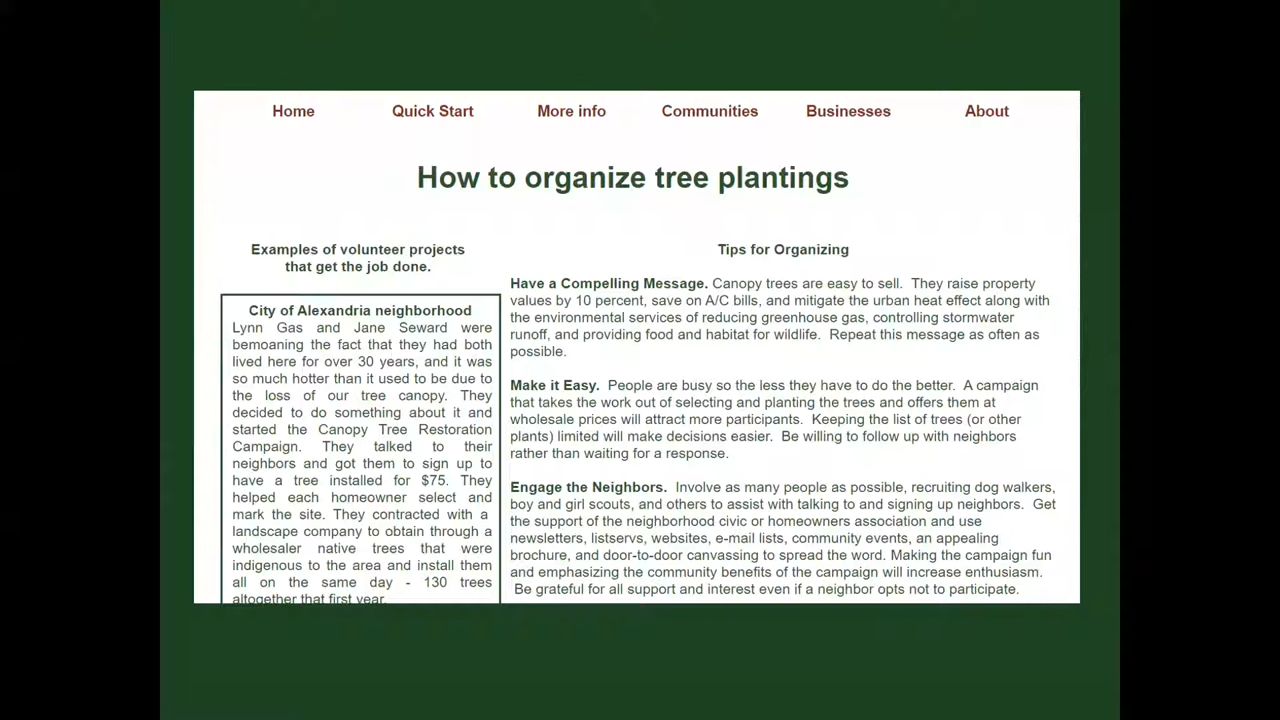 Home Quick Start More info Communities Businesses About
How to organize tree plantings
Examples of volunteer projects
that get the job done.
City of Alexandria neighborhood
Lynn Gas and Jane Seward were
bemoaning the fact that they had both
lived here for over 30 years, and it was
so much hotter than it used to be due to
the loss of our tree canopy. They
decided to do something about it and
started the Canopy Tree Restoration
Campaign. They talked to their
neighbors and got them to sign up to
have a tree installed for $75. They
helped each homeowner select and
mark the site. They contracted with a
landscape company to obtain through a
wholesaler native trees that were
indigenous to the area and install them
all on the same day - 130 trees
altogether that first year.
Tips for Organizing
Have a Compelling Message. Canopy trees are easy to sell. They raise property
values by 10 percent, save on A/C bills, and mitigate the urban heat effect along with
the environmental services of reducing greenhouse gas, controlling stormwater
runoff, and providing food and habitat for wildlife. Repeat this message as often as
possible.
Make it Easy. People are busy so the less they have to do the better. A campaign
that takes the work out of selecting and planting the trees and offers them at
wholesale prices will attract more participants. Keeping the list of trees (or other
plants) limited will make decisions easier. Be willing to follow up with neighbors
rather than waiting for a response.
Engage the Neighbors. Involve as many people as possible, recruiting dog walkers,
boy and girl scouts, and others to assist with talking to and signing up neighbors. Get
the support of the neighborhood civic or homeowners association and use
newsletters, listservs, websites, e-mail lists, community events, an appealing
brochure, and door-to-door canvassing to spread the word. Making the campaign fun
and emphasizing the community benefits of the campaign will increase enthusiasm.
Be grateful for all support and interest even if a neighbor opts not to participate.